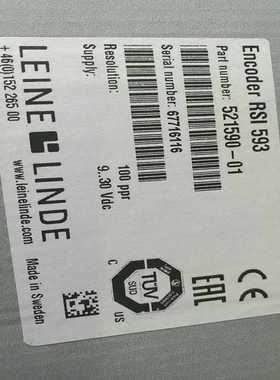 Encoder RSI 593
Part number: 521590-01
Serial number: 67716116
Resolution: 100 ppr
Supply: 9..30 Vdc
LEINE LINDE
+46(0)152 265 00
www.leinelinde.com
Made in Sweden
TÜV
SÜD
C US
EAC
CE